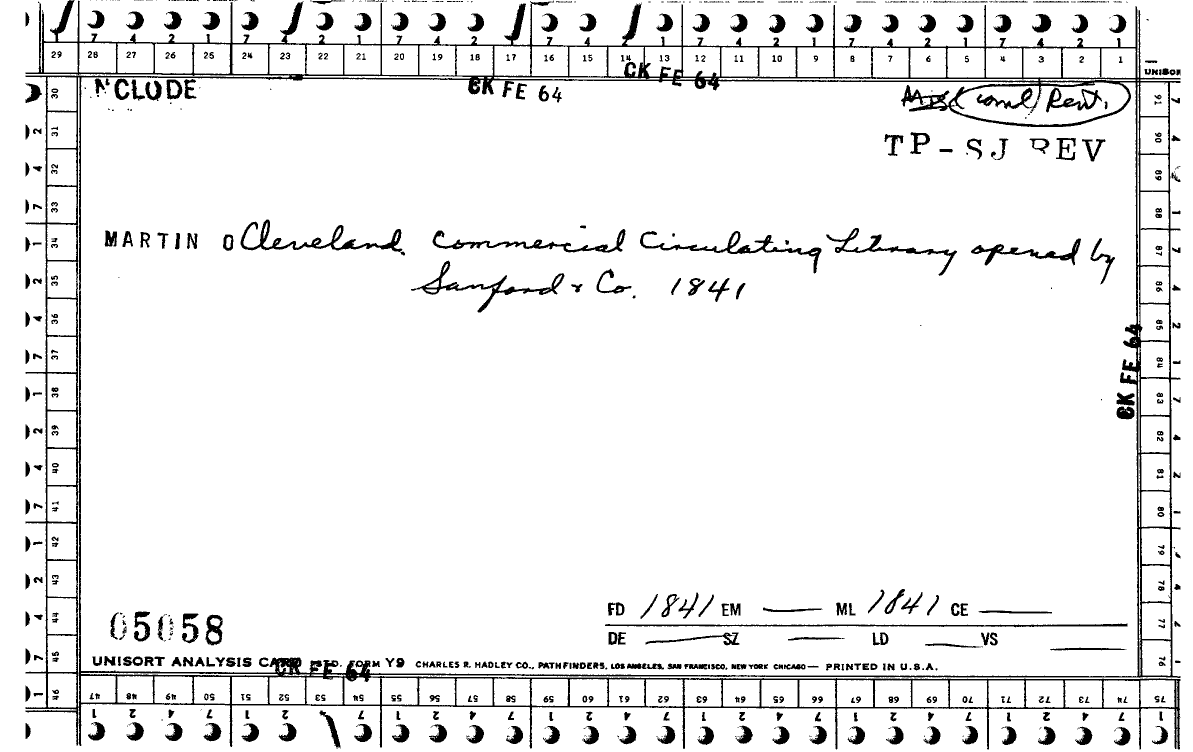 7 4 2 1 7 4 2 1 7 4 2 1 7 4 2 1 7 4 2 1 7 4 2 1
29 28 27 26 25 24 23 22 21 20 19 18 17 16 15 14 13 12 11 10 9 8 7 6 5 4 3 2 1
CK FE 64
CK FE 64
NCLUDE
(coml) Rent.
TP-SJ REV
MARTIN O Cleveland. Commercial Circulating Library opened by
Sanford & Co. 1841
CK FE 64
05058
FD 1841 EM — ML 1841 CE —
DE — SZ — LD — VS —
UNISORT ANALYSIS CARD STD. FORM Y9 CHARLES R. HADLEY CO., PATHFINDERS, LOS ANGELES, SAN FRANCISCO, NEW YORK CHICAGO — PRINTED IN U.S.A.
CK FE 64
30 31 32 33 34 35 36 37 38 39 40 41 42 43 44 45 46
47 48 49 50 51 52 53 54 55 56 57 58 59 60 61 62 63 64 65 66 67 68 69 70 71 72 73 74 75
91 90 89 88 87 86 85 84 83 82 81 80 79 78 77 76